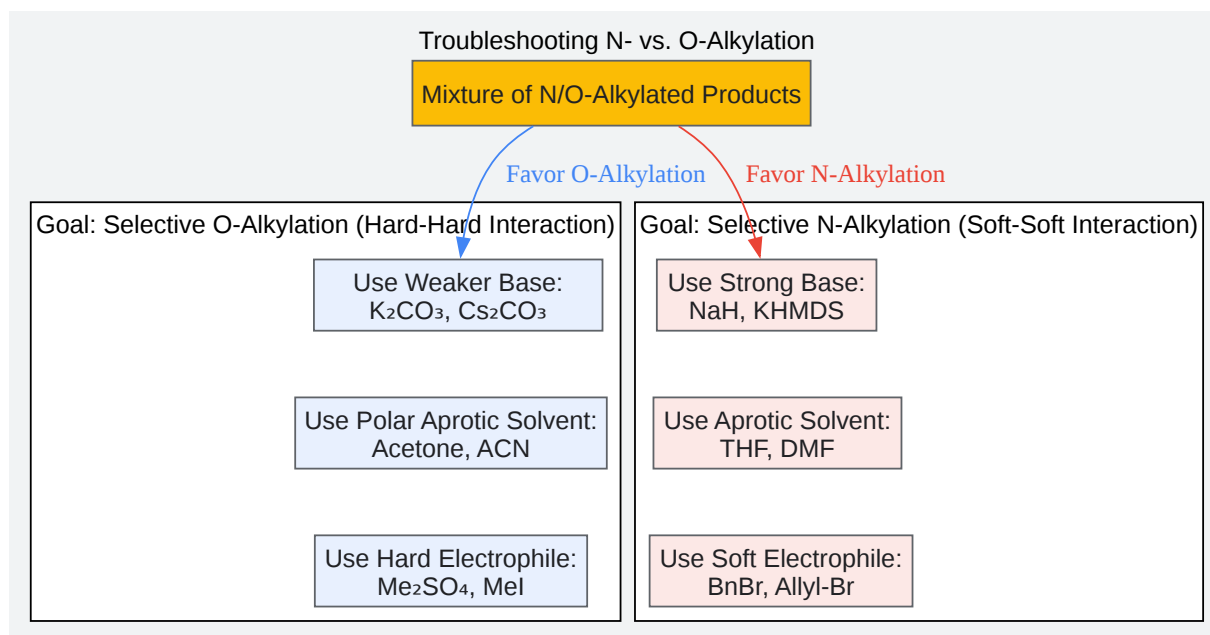 Troubleshooting N- vs. O-Alkylation
Mixture of N/O-Alkylated Products
Favor O-Alkylation
Favor N-Alkylation
Goal: Selective O-Alkylation (Hard-Hard Interaction)
Use Weaker Base:
K₂CO₃, Cs₂CO₃
Use Polar Aprotic Solvent:
Acetone, ACN
Use Hard Electrophile:
Me₂SO₄, MeI
Goal: Selective N-Alkylation (Soft-Soft Interaction)
Use Strong Base:
NaH, KHMDS
Use Aprotic Solvent:
THF, DMF
Use Soft Electrophile:
BnBr, Allyl-Br